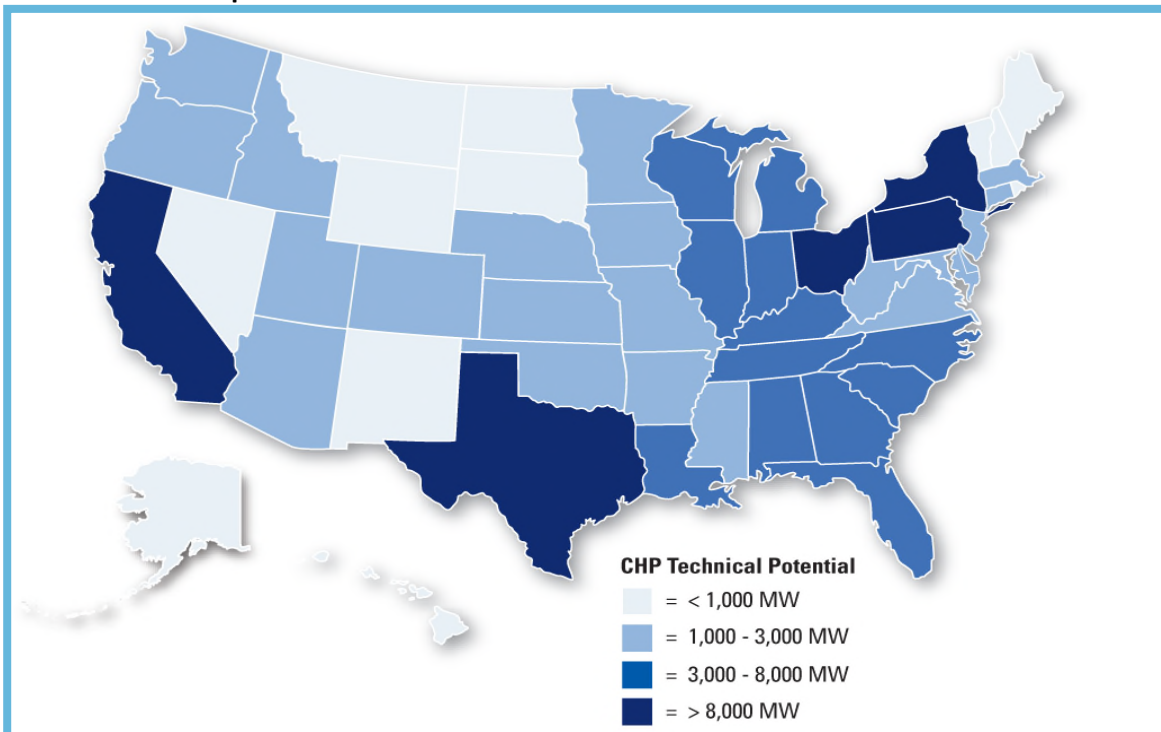 CHP Technical Potential
= < 1,000 MW
= 1,000 - 3,000 MW
= 3,000 - 8,000 MW
= > 8,000 MW